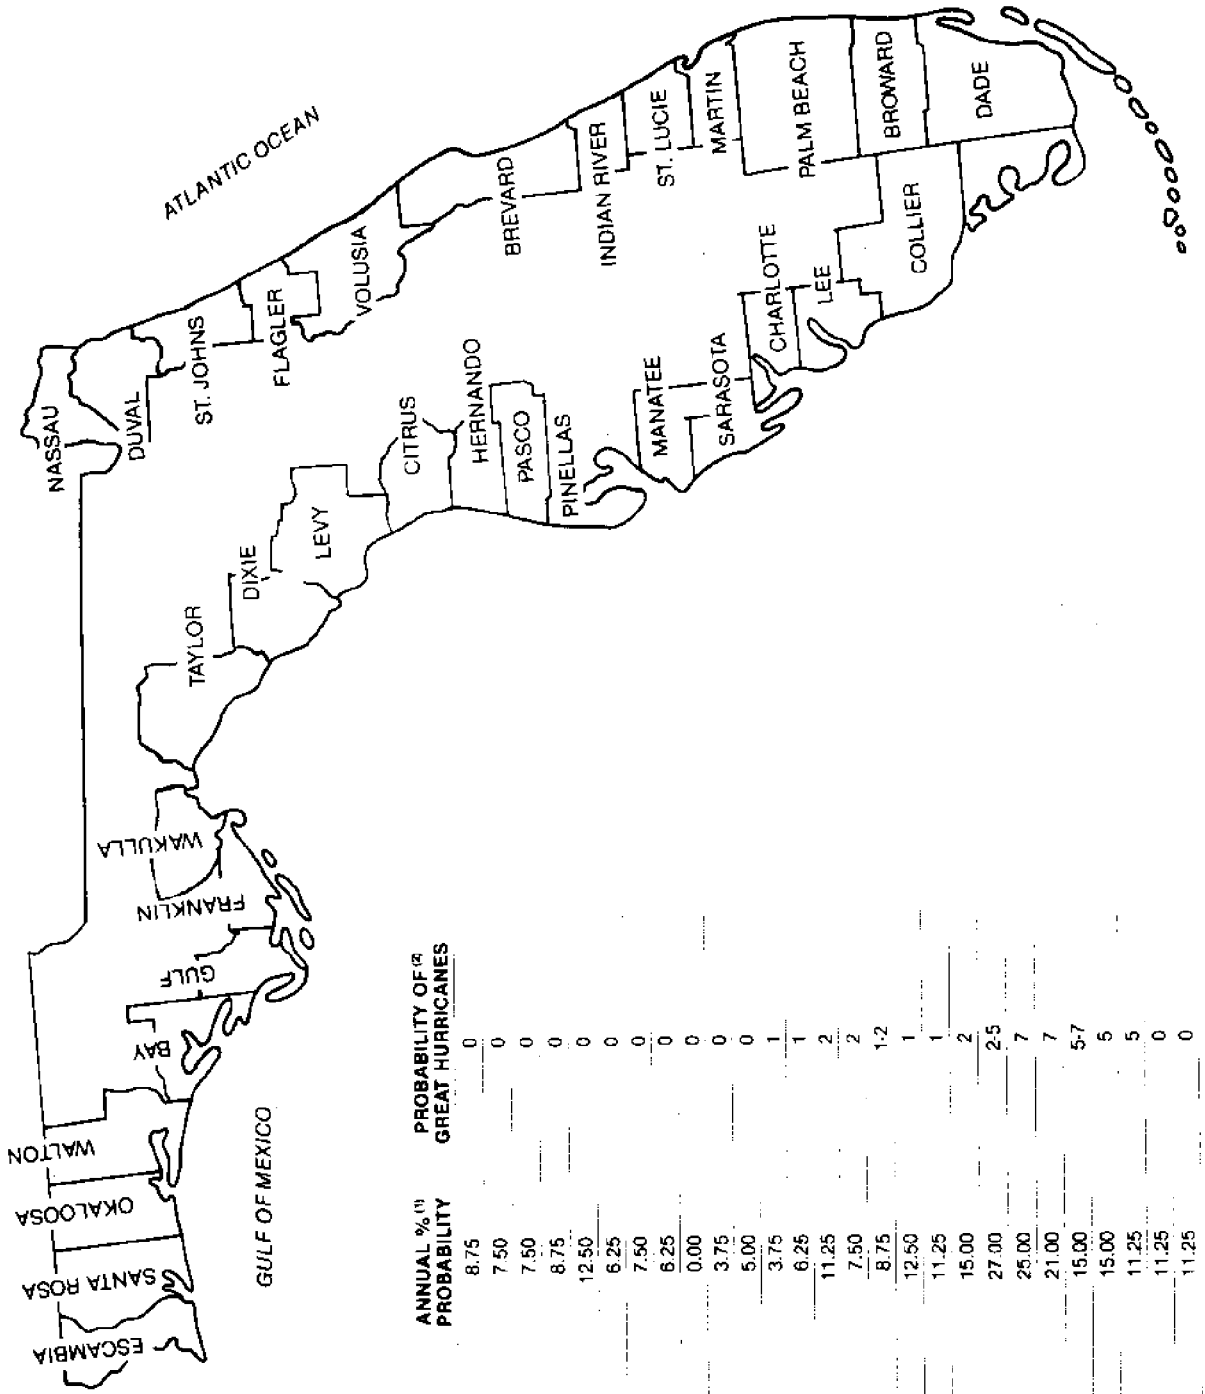 ATLANTIC OCEAN
NASSAU
DUVAL
ST. JOHNS
FLAGLER
VOLUSIA
BREVARD
INDIAN RIVER
ST. LUCIE
MARTIN
PALM BEACH
BROWARD
DADE
COLLIER
LEE
CHARLOTTE
SARASOTA
MANATEE
PINELLAS
PASCO
HERNANDO
CITRUS
LEVY
DIXIE
TAYLOR
WAKULLA
FRANKLIN
GULF
BAY
WALTON
OKALOOSA
SANTA ROSA
ESCAMBIA
GULF OF MEXICO
ANNUAL %(1) PROBABILITY OF(2)
PROBABILITY GREAT HURRICANES
8.75 0
7.50 0
7.50 0
8.75 0
12.50 0
6.25 0
7.50 0
6.25 0
0.00 0
3.75 0
5.00 0
3.75 1
6.25 1
11.25 2
7.50 2
8.75 1-2
12.50 1
11.25 1
15.00 2
27.00 2-5
25.00 7
21.00 7
15.00 5-7
15.00 5
11.25 5
11.25 0
11.25 0